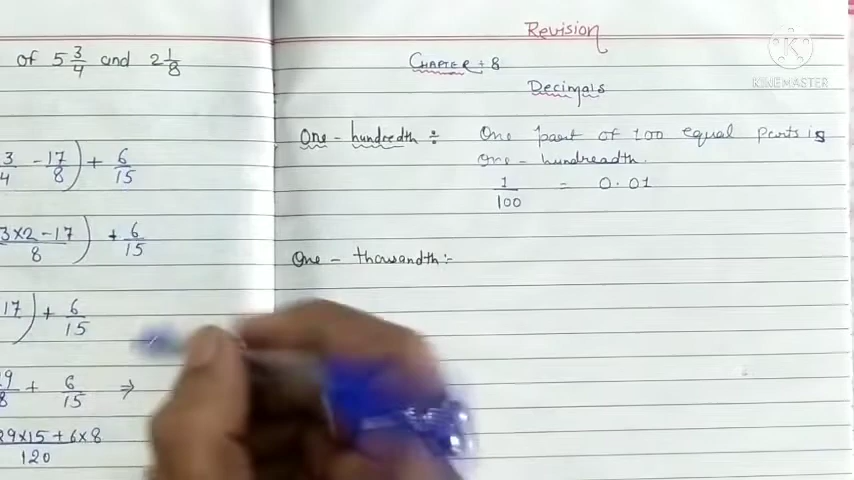 of 5 3/4 and 2 1/8
3/4 - 17/8) + 6/15
3×2-17/8) + 6/15
17) + 6/15
29/8 + 6/15 ⇒
29×15 + 6×8
120
Revision
CHAPTER ÷ 8
Decimals
One - hundredth ÷ One part of 100 equal parts is
One - hundreadth.
1/100 = 0.01
One - thousandth :-
KINEMASTER